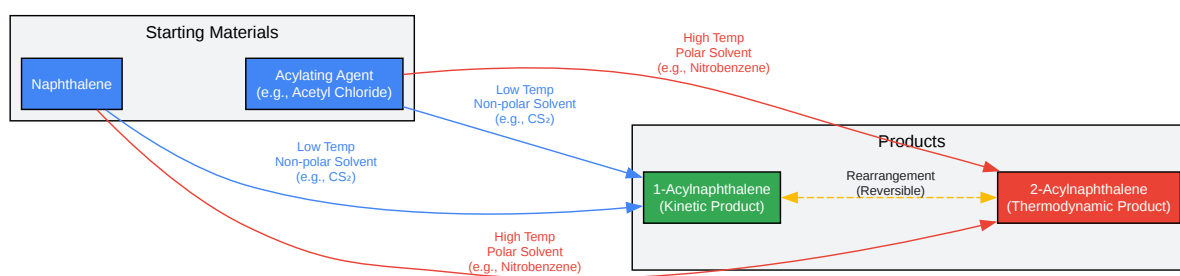 Starting Materials
Naphthalene
Acylating Agent
(e.g., Acetyl Chloride)
High Temp
Polar Solvent
(e.g., Nitrobenzene)
Low Temp
Non-polar Solvent
(e.g., CS₂)
Low Temp
Non-polar Solvent
(e.g., CS₂)
Products
1-Acylnaphthalene
(Kinetic Product)
Rearrangement
(Reversible)
2-Acylnaphthalene
(Thermodynamic Product)
High Temp
Polar Solvent
(e.g., Nitrobenzene)